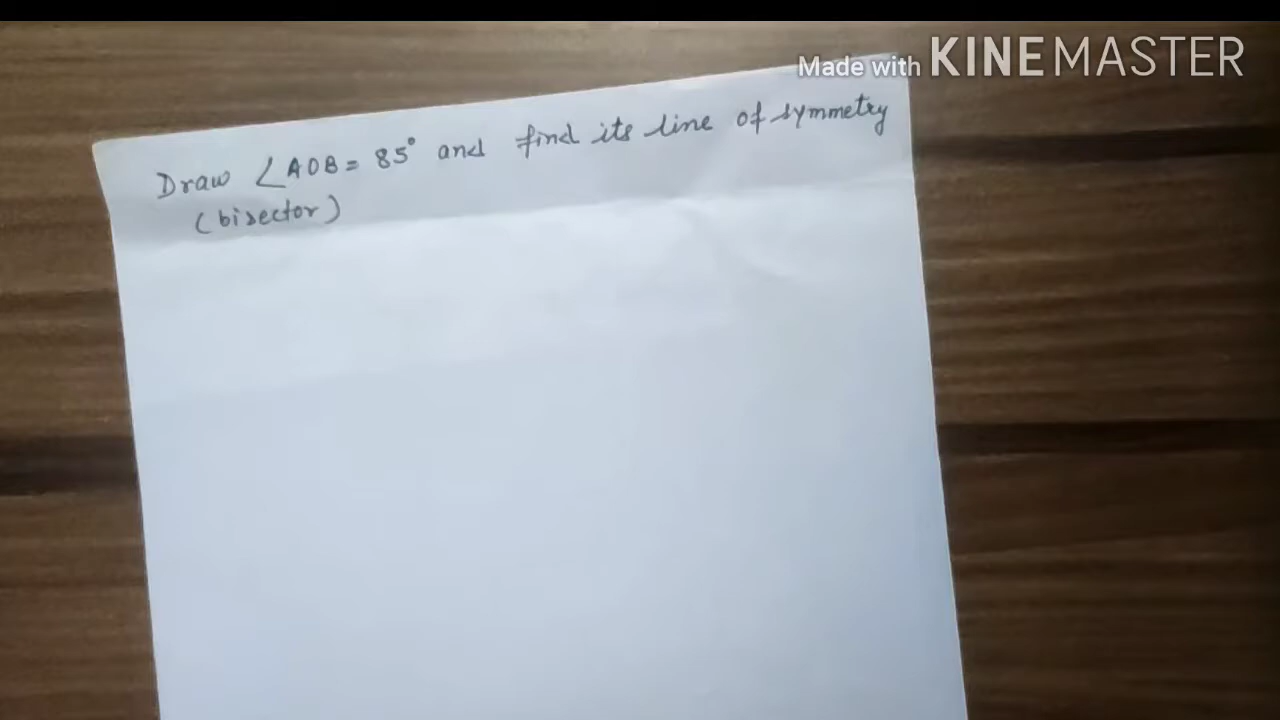 Made with KINEMASTER
Draw ∠AOB = 85° and find its line of symmetry
(bisector)